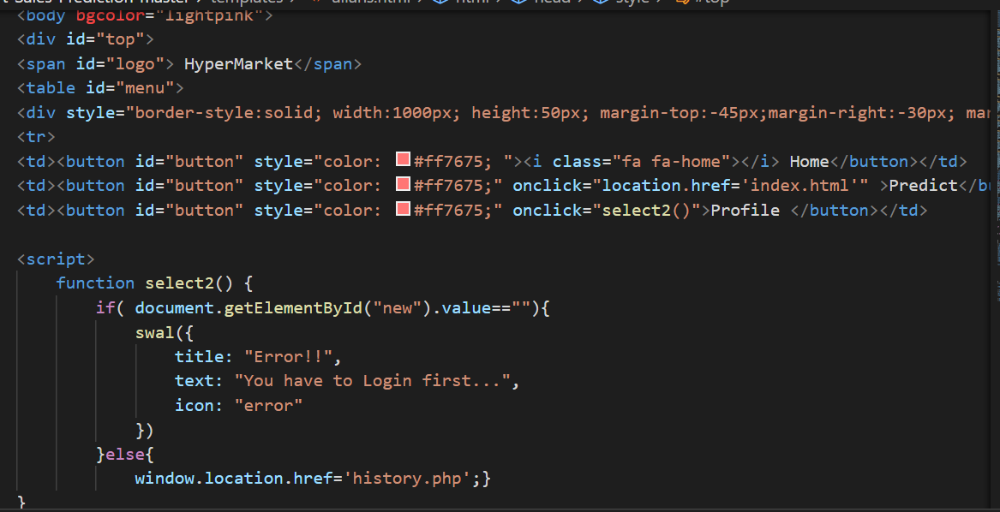 templates
html
head
style
#top
<body bgcolor="lightpink">
<div id="top">
<span id="logo"> HyperMarket</span>
<table id="menu">
<div style="border-style:solid; width:1000px; height:50px; margin-top:-45px;margin-right:-30px; mar
<tr>
<td><button id="button" style="color: #ff7675; "><i class="fa fa-home"></i> Home</button></td>
<td><button id="button" style="color: #ff7675;" onclick="location.href='index.html'" >Predict</bu
<td><button id="button" style="color: #ff7675;" onclick="select2()">Profile </button></td>
<script>
function select2() {
if( document.getElementById("new").value==""){
swal({
title: "Error!!",
text: "You have to Login first...",
icon: "error"
})
}else{
window.location.href='history.php';}
}